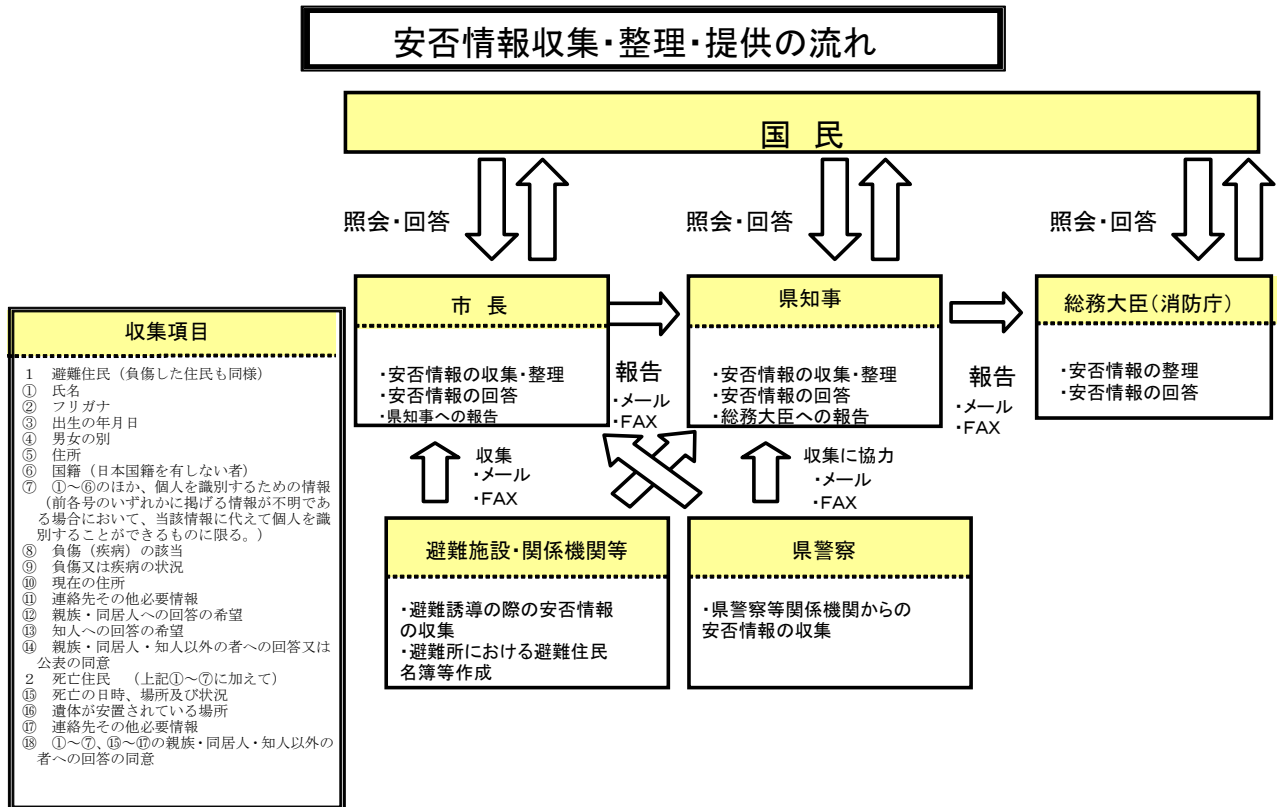 安否情報収集・整理・提供の流れ
国 民
照会・回答
照会・回答
照会・回答
市 長
・安否情報の収集・整理
・安否情報の回答
・県知事への報告
報告
・メール
・FAX
県知事
・安否情報の収集・整理
・安否情報の回答
・総務大臣への報告
報告
・メール
・FAX
総務大臣（消防庁）
・安否情報の整理
・安否情報の回答
収集
・メール
・FAX
収集に協力
・メール
・FAX
避難施設・関係機関等
・避難誘導の際の安否情報
の収集
・避難所における避難住民
名簿等作成
県警察
・県警察等関係機関からの
安否情報の収集
収集項目
1 避難住民（負傷した住民も同様）
① 氏名
② フリガナ
③ 出生の年月日
④ 男女の別
⑤ 住所
⑥ 国籍（日本国籍を有しない者）
⑦ ①～⑥のほか、個人を識別するための情報
（前各号のいずれかに掲げる情報が不明であ
る場合において、当該情報に代えて個人を識
別することができるものに限る。）
⑧ 負傷（疾病）の該当
⑨ 負傷又は疾病の状況
⑩ 現在の住所
⑪ 連絡先その他必要情報
⑫ 親族・同居人への回答の希望
⑬ 知人への回答の希望
⑭ 親族・同居人・知人以外の者への回答又は
公表の同意
2 死亡住民 （上記①～⑦に加えて）
⑮ 死亡の日時、場所及び状況
⑯ 遺体が安置されている場所
⑰ 連絡先その他必要情報
⑱ ①～⑦、⑮～⑰の親族・同居人・知人以外の
者への回答の同意